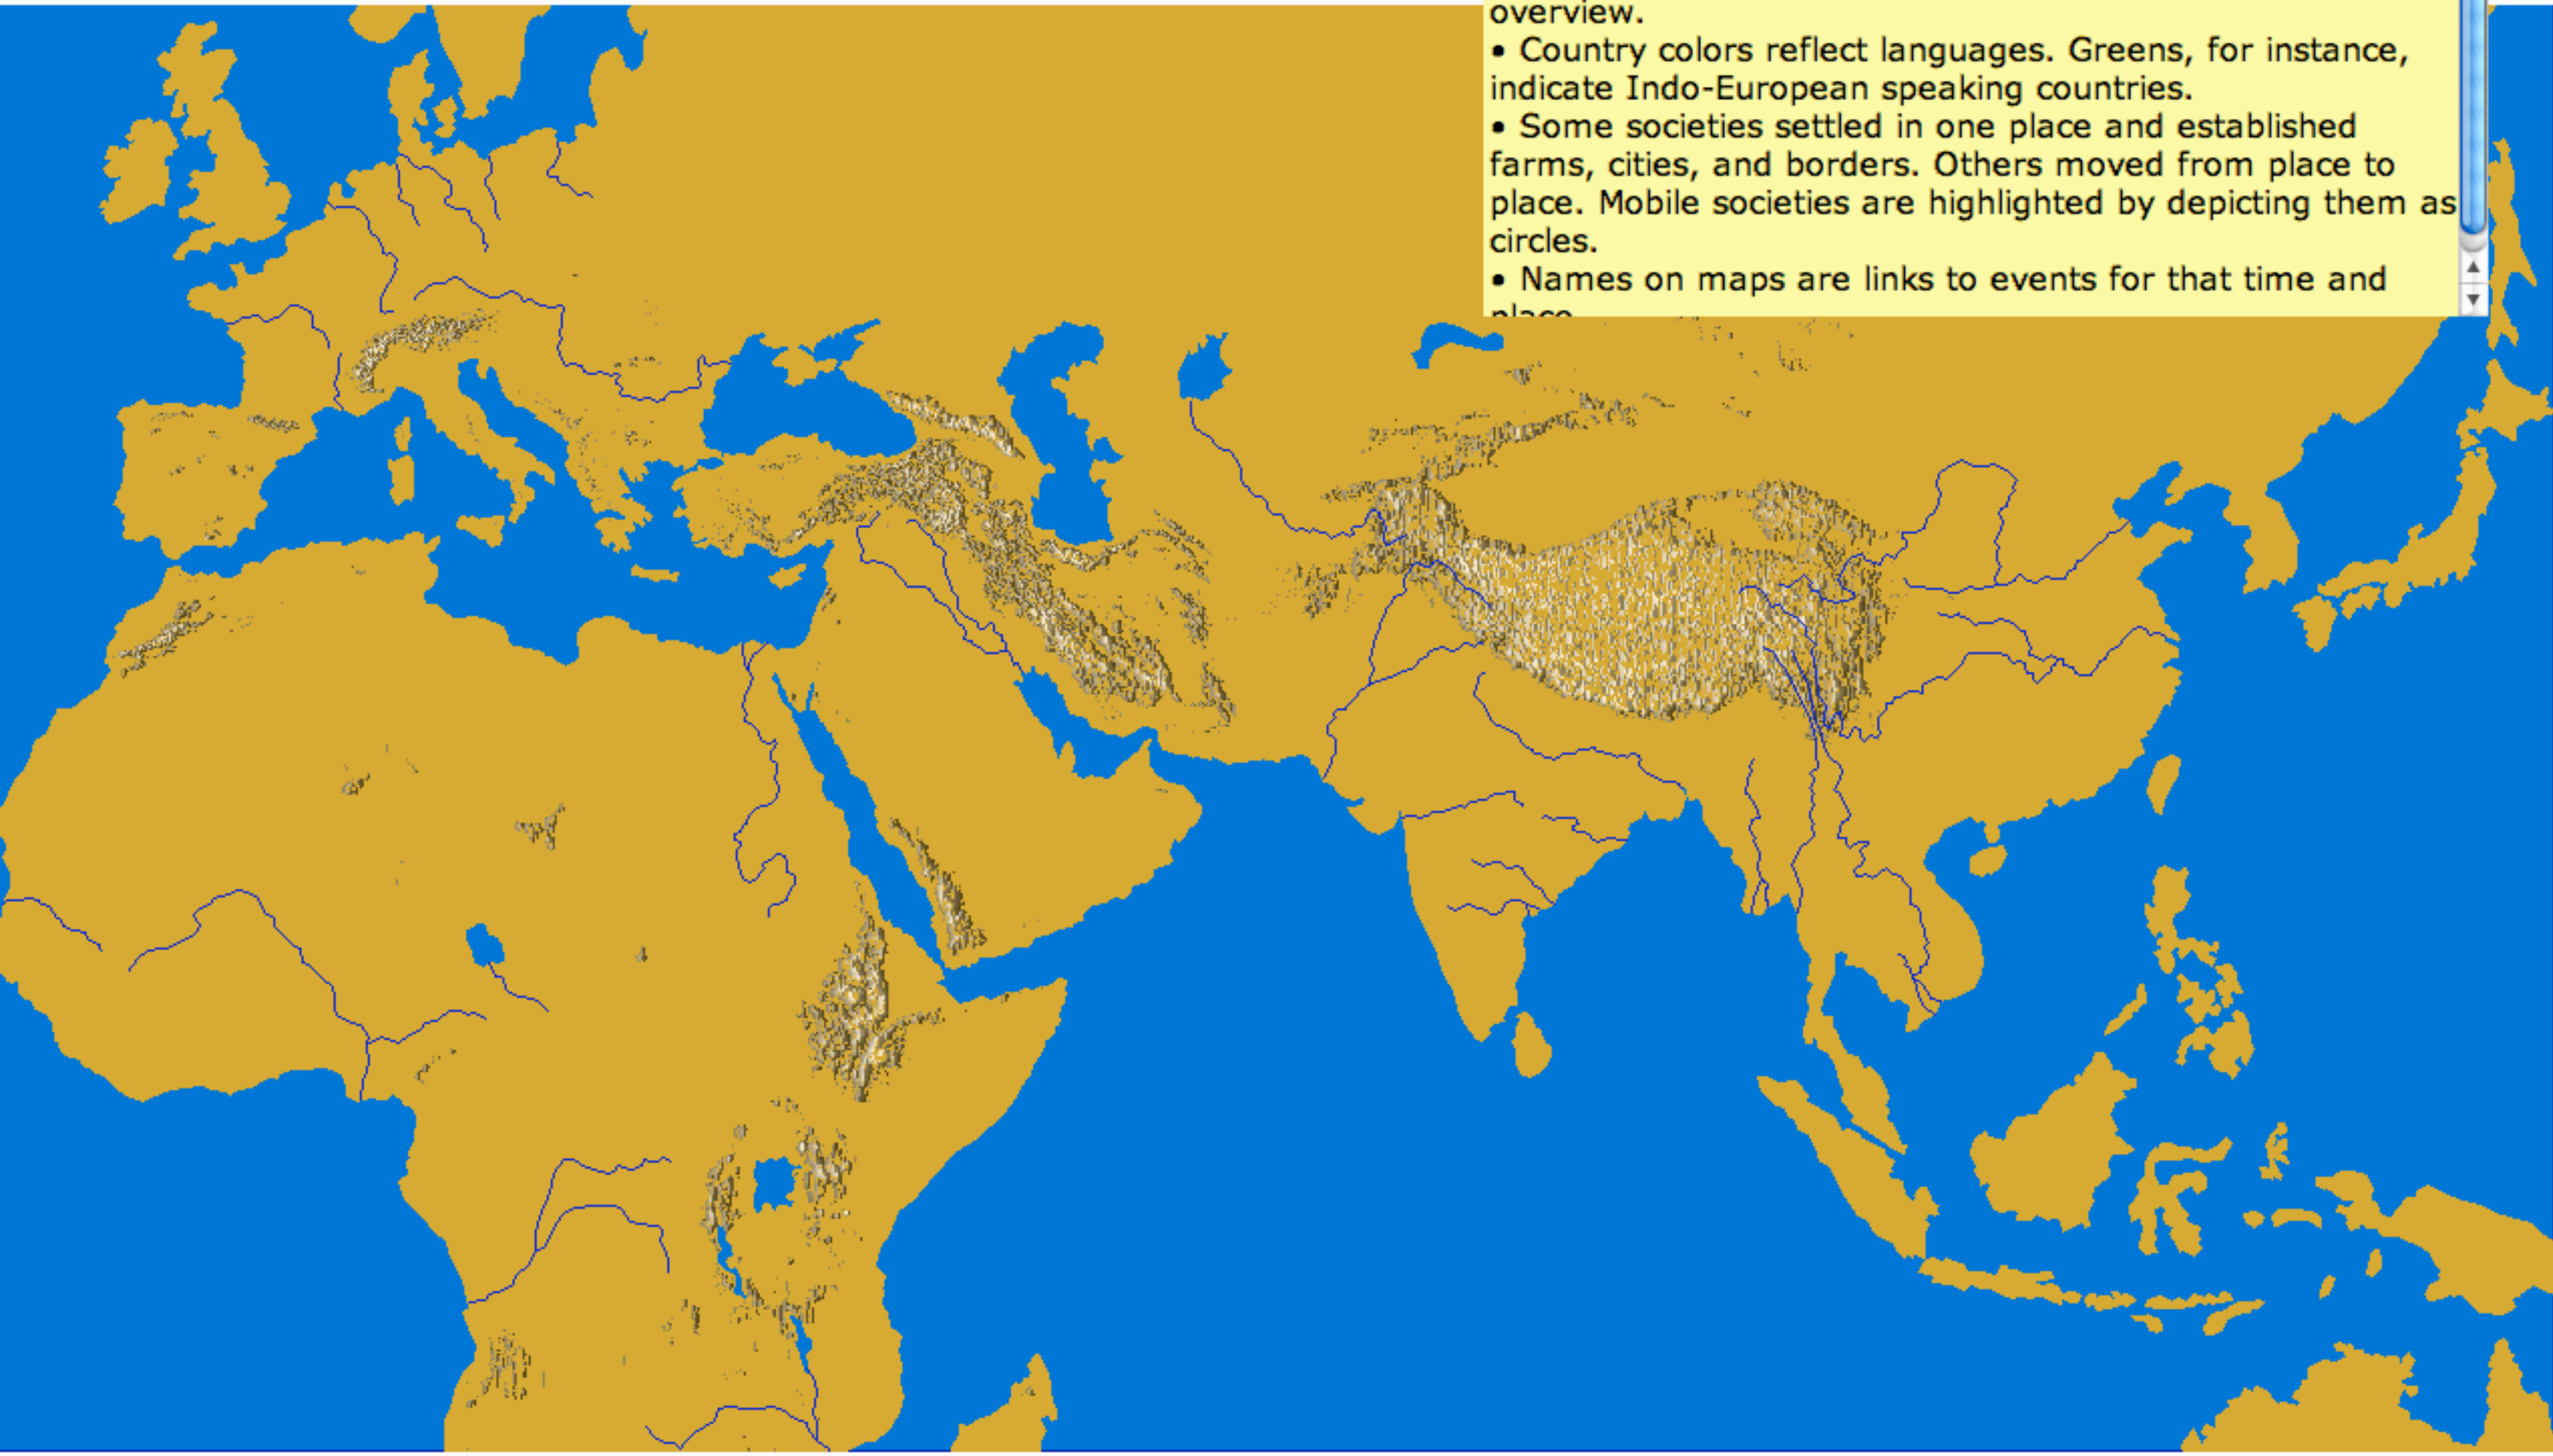 overview.
• Country colors reflect languages. Greens, for instance,
indicate Indo-European speaking countries.
• Some societies settled in one place and established
farms, cities, and borders. Others moved from place to
place. Mobile societies are highlighted by depicting them as
circles.
• Names on maps are links to events for that time and
place